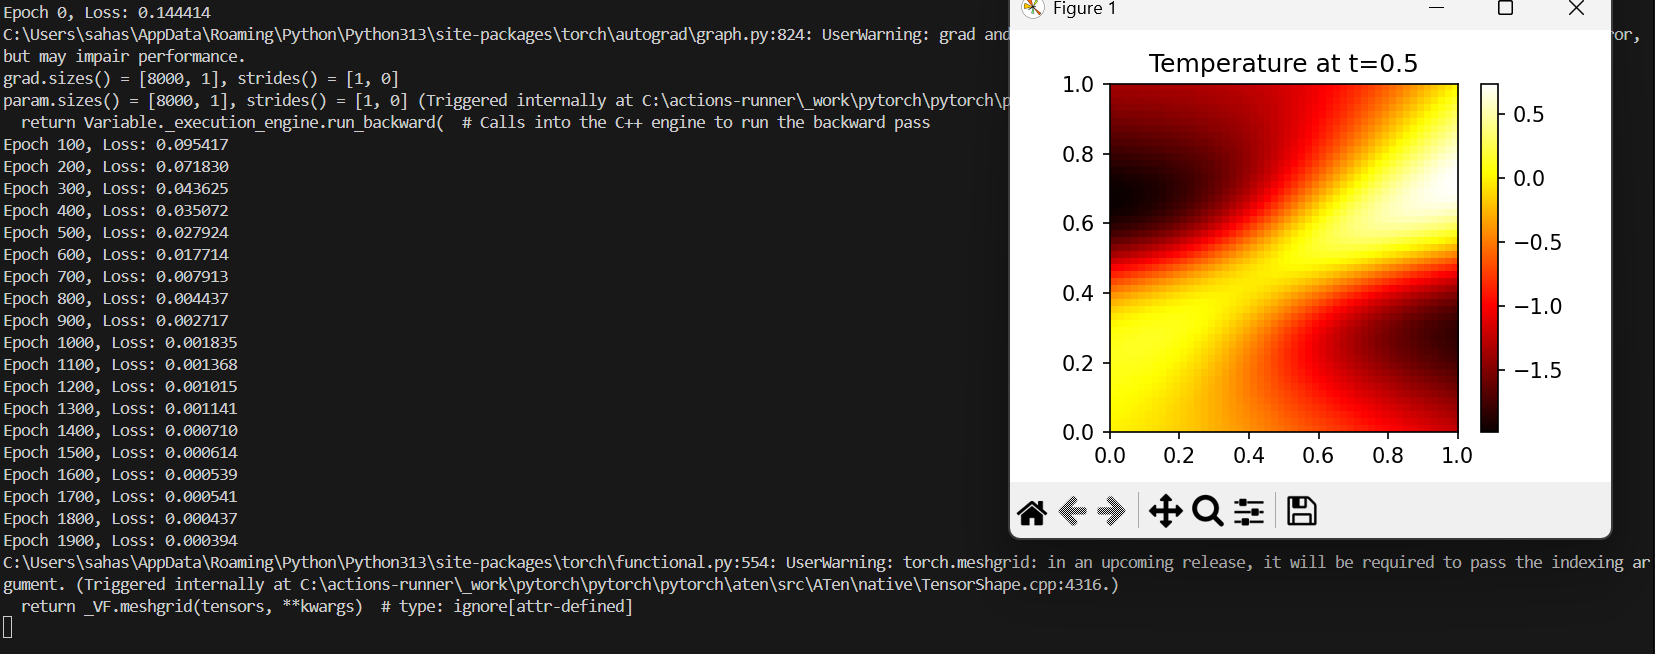 Epoch 0, Loss: 0.144414
C:\Users\sahas\AppData\Roaming\Python\Python313\site-packages\torch\autograd\graph.py:824: UserWarning: grad and ror,
but may impair performance.
grad.sizes() = [8000, 1], strides() = [1, 0]
param.sizes() = [8000, 1], strides() = [1, 0] (Triggered internally at C:\actions-runner\_work\pytorch\pytorch\p
return Variable._execution_engine.run_backward(  # Calls into the C++ engine to run the backward pass
Epoch 100, Loss: 0.095417
Epoch 200, Loss: 0.071830
Epoch 300, Loss: 0.043625
Epoch 400, Loss: 0.035072
Epoch 500, Loss: 0.027924
Epoch 600, Loss: 0.017714
Epoch 700, Loss: 0.007913
Epoch 800, Loss: 0.004437
Epoch 900, Loss: 0.002717
Epoch 1000, Loss: 0.001835
Epoch 1100, Loss: 0.001368
Epoch 1200, Loss: 0.001015
Epoch 1300, Loss: 0.001141
Epoch 1400, Loss: 0.000710
Epoch 1500, Loss: 0.000614
Epoch 1600, Loss: 0.000539
Epoch 1700, Loss: 0.000541
Epoch 1800, Loss: 0.000437
Epoch 1900, Loss: 0.000394
C:\Users\sahas\AppData\Roaming\Python\Python313\site-packages\torch\functional.py:554: UserWarning: torch.meshgrid: in an upcoming release, it will be required to pass the indexing ar
gument. (Triggered internally at C:\actions-runner\_work\pytorch\pytorch\pytorch\aten\src\ATen\native\TensorShape.cpp:4316.)
return _VF.meshgrid(tensors, **kwargs)  # type: ignore[attr-defined]
Figure 1
Temperature at t=0.5
1.0
0.8
0.6
0.4
0.2
0.0
0.0 0.2 0.4 0.6 0.8 1.0
0.5
0.0
−0.5
−1.0
−1.5